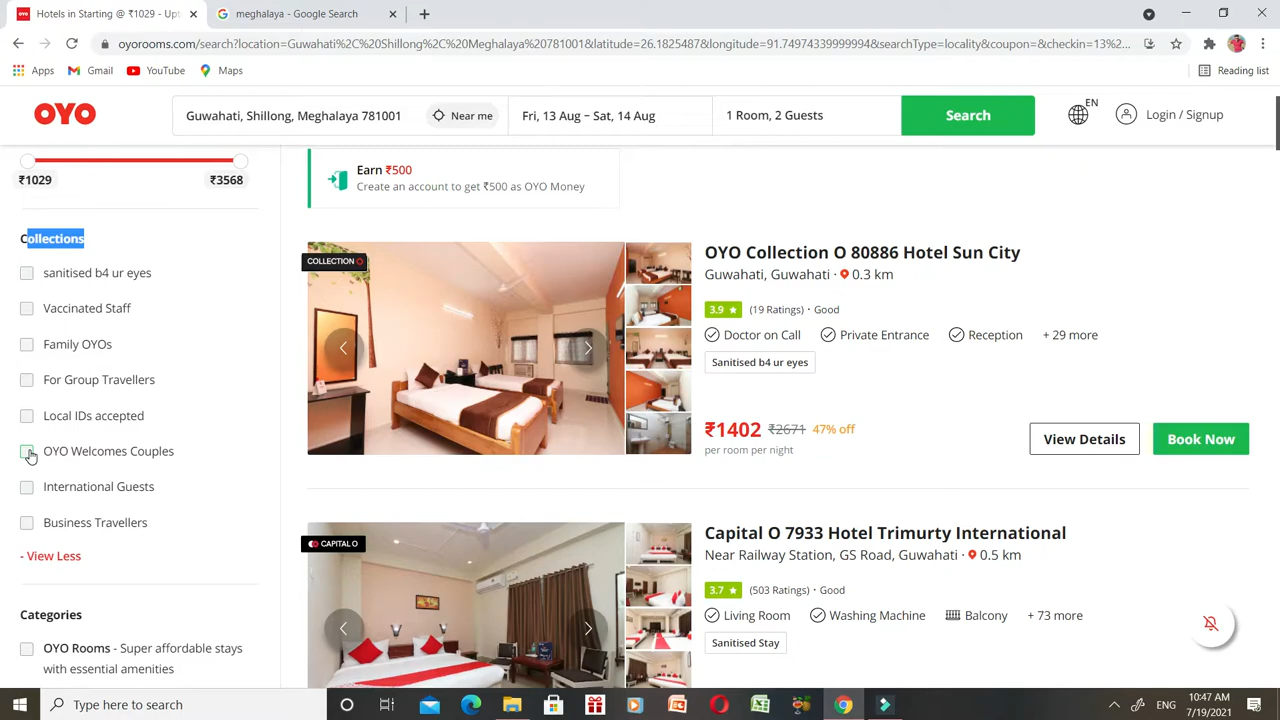 Hotels in Starting @ ₹1029 - Upt
meghalaya - Google Search
oyorooms.com/search?location=Guwahati%2C%20Shillong%2C%20Meghalaya%20781001&latitude=26.1825487&longitude=91.74974339999994&searchType=locality&coupon=&checkin=13%2...
Apps
Gmail
YouTube
Maps
Reading list
OYO
Guwahati, Shillong, Meghalaya 781001
Near me
Fri, 13 Aug – Sat, 14 Aug
1 Room, 2 Guests
Search
EN
Login / Signup
₹1029
₹3568
Collections
sanitised b4 ur eyes
Vaccinated Staff
Family OYOs
For Group Travellers
Local IDs accepted
OYO Welcomes Couples
International Guests
Business Travellers
- View Less
Categories
OYO Rooms - Super affordable stays
with essential amenities
Earn ₹500
Create an account to get ₹500 as OYO Money
COLLECTION O
OYO Collection O 80886 Hotel Sun City
Guwahati, Guwahati · 0.3 km
3.9 ★ (19 Ratings) · Good
Doctor on Call Private Entrance Reception + 29 more
Sanitised b4 ur eyes
₹1402 ₹2671 47% off
per room per night
View Details
Book Now
CAPITAL O
Capital O 7933 Hotel Trimurty International
Near Railway Station, GS Road, Guwahati · 0.5 km
3.7 ★ (503 Ratings) · Good
Living Room Washing Machine Balcony + 73 more
Sanitised Stay
Type here to search
ENG
10:47 AM
7/19/2021